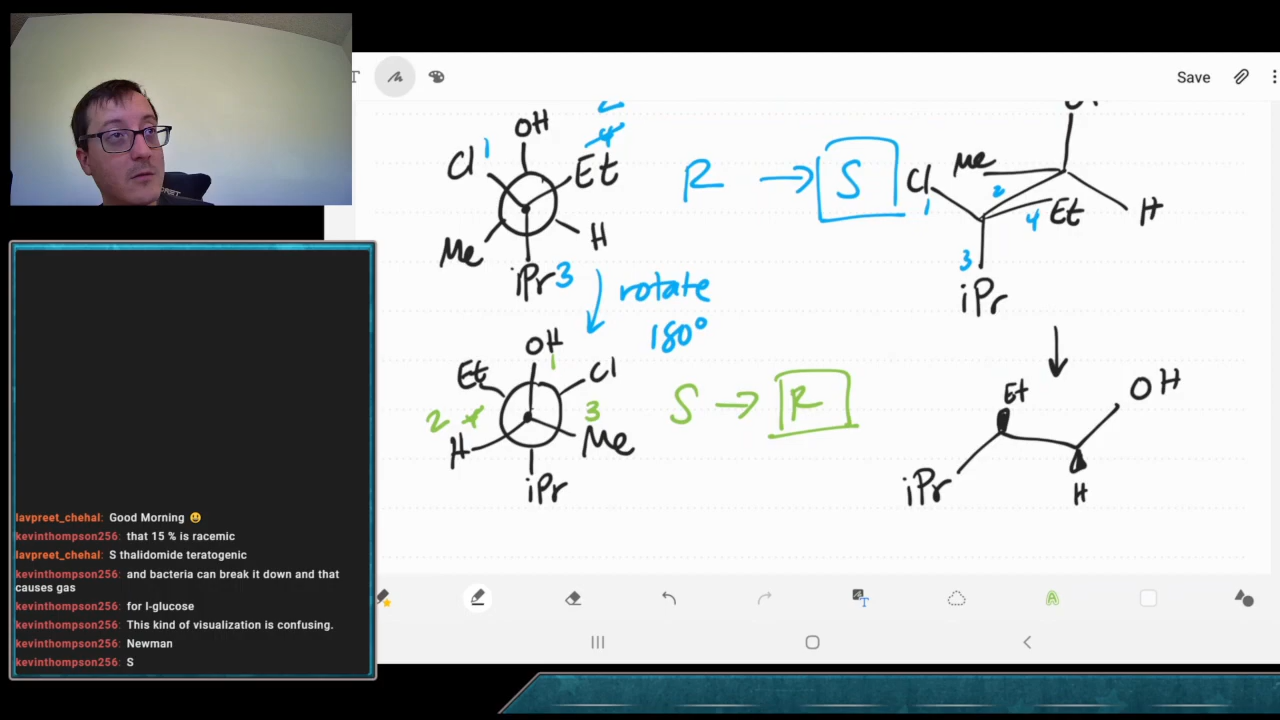 T
Save
2
4
OH
Cl 1
Et
Me
H
iPr 3
R → S
rotate
180°
Me
Cl
1
2
4 Et
H
3
iPr
OH
Et
1
Cl
2 4
3
H
Me
iPr
S → R
Et
OH
iPr
H
lavpreet_chehal: Good Morning 😃
kevinthompson256: that 15 % is racemic
lavpreet_chehal: S thalidomide teratogenic
kevinthompson256: and bacteria can break it down and that
causes gas
kevinthompson256: for l-glucose
kevinthompson256: This kind of visualization is confusing.
kevinthompson256: Newman
kevinthompson256: S